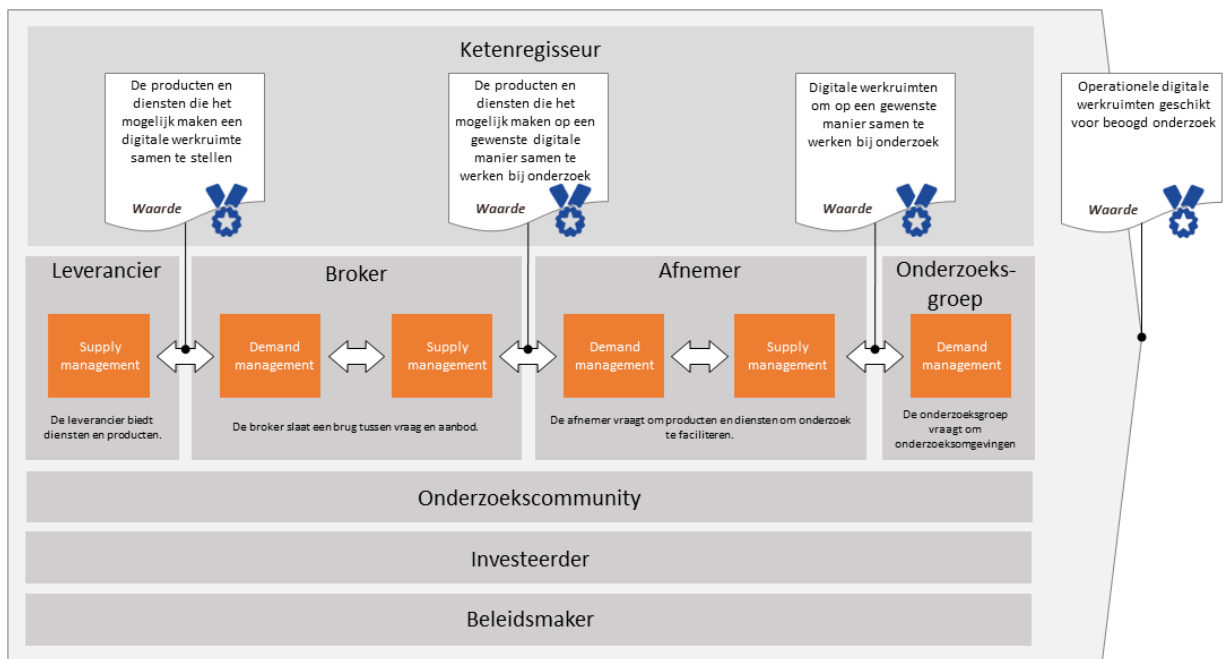 Ketenregisseur
De producten en
diensten die het
mogelijk maken een
digitale werkruimte
samen te stellen
Waarde
De producten en
diensten die het
mogelijk maken op een
gewenste digitale
manier samen te
werken bij onderzoek
Waarde
Digitale werkruimten
om op een gewenste
manier samen te
werken bij onderzoek
Waarde
Operationele digitale
werkruimten geschikt
voor beoogd onderzoek
Waarde
Leverancier
Supply
management
De leverancier biedt
diensten en producten.
Broker
Demand
management
Supply
management
De broker slaat een brug tussen vraag en aanbod.
Afnemer
Demand
management
Supply
management
De afnemer vraagt om producten en diensten om onderzoek
te faciliteren.
Onderzoeks-
groep
Demand
management
De onderzoeksgroep
vraagt om
onderzoeksomgevingen
Onderzoekscommunity
Investeerder
Beleidsmaker